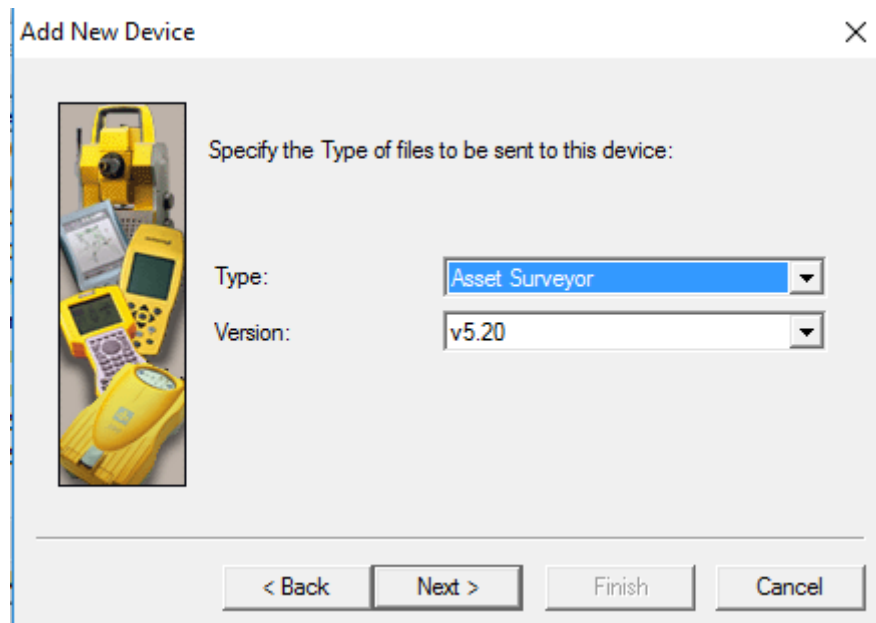 Add New Device
Specify the Type of files to be sent to this device:
Type: Asset Surveyor
Version: v5.20
< Back Next > Finish Cancel